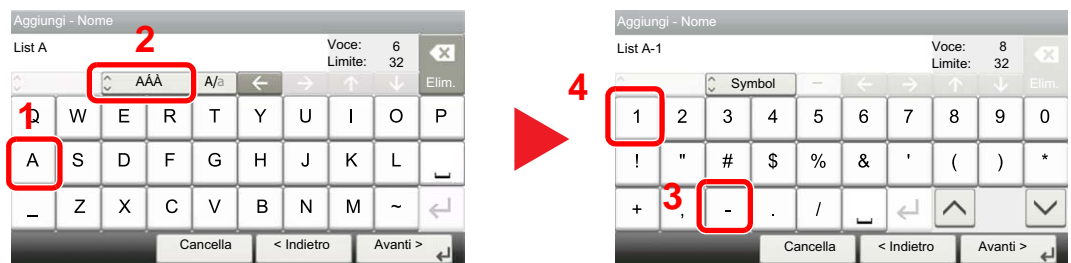 Aggiungi - Nome
2
List A
Voce: 6
Limite: 32
AÁÀ
A/a
Elim.
1
Q W E R T Y U I O P
A S D F G H J K L
_ Z X C V B N M ~
Cancella
< Indietro
Avanti >
Aggiungi - Nome
List A-1
Voce: 8
Limite: 32
4
Symbol
Elim.
1 2 3 4 5 6 7 8 9 0
! " # $ % & ' ( ) *
3
+ , - . /
Cancella
< Indietro
Avanti >